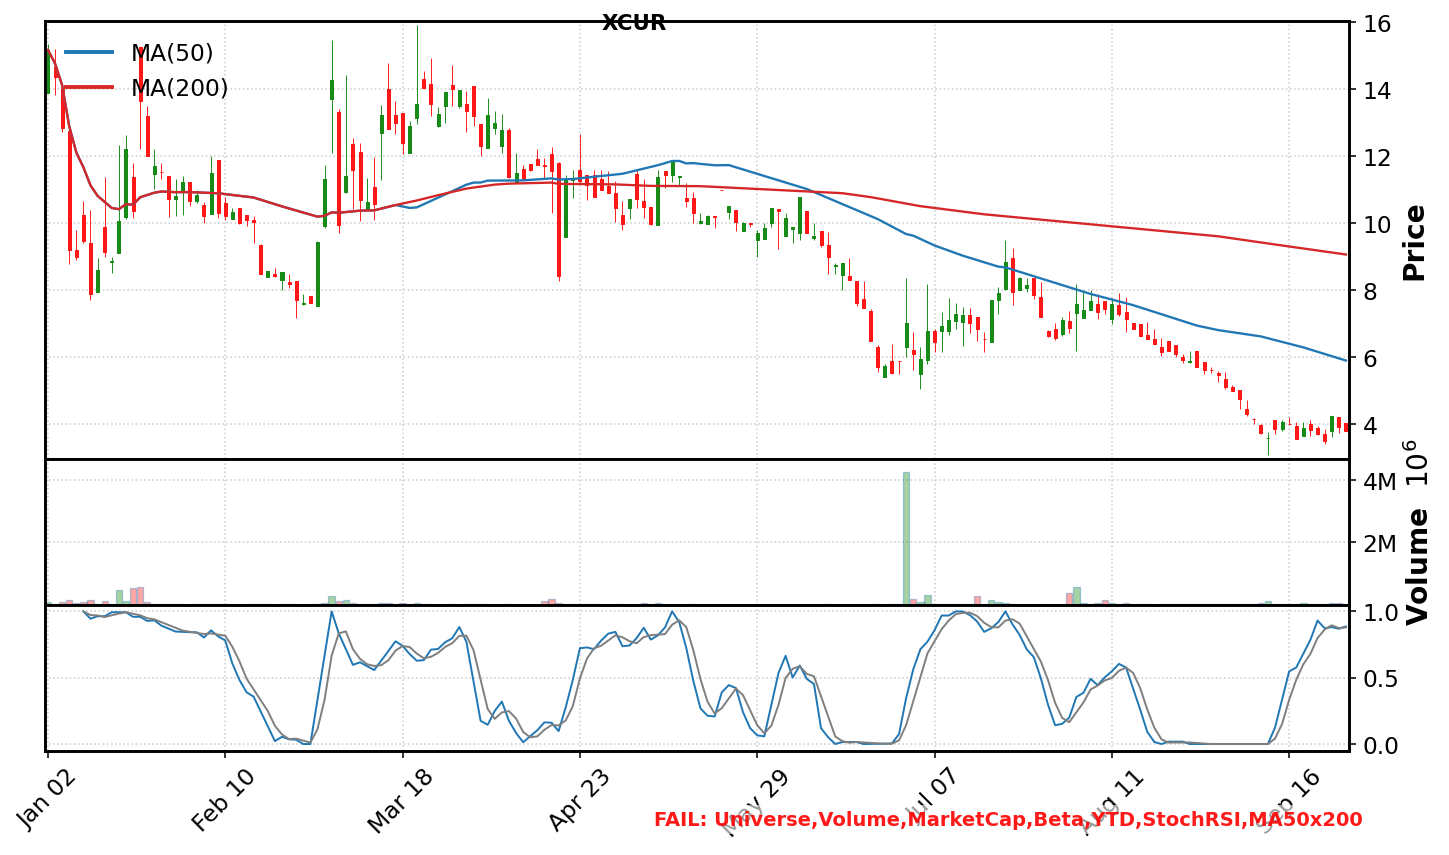 XCUR
MA(50)
MA(200)
16
14
12
10
8
6
4
Price
4M
2M
Volume 10^6
1.0
0.5
0.0
Jan 02
Feb 10
Mar 18
Apr 23
May 29
Jul 07
Aug 11
Sep 16
FAIL: Universe,Volume,MarketCap,Beta,YTD,StochRSI,MA50x200